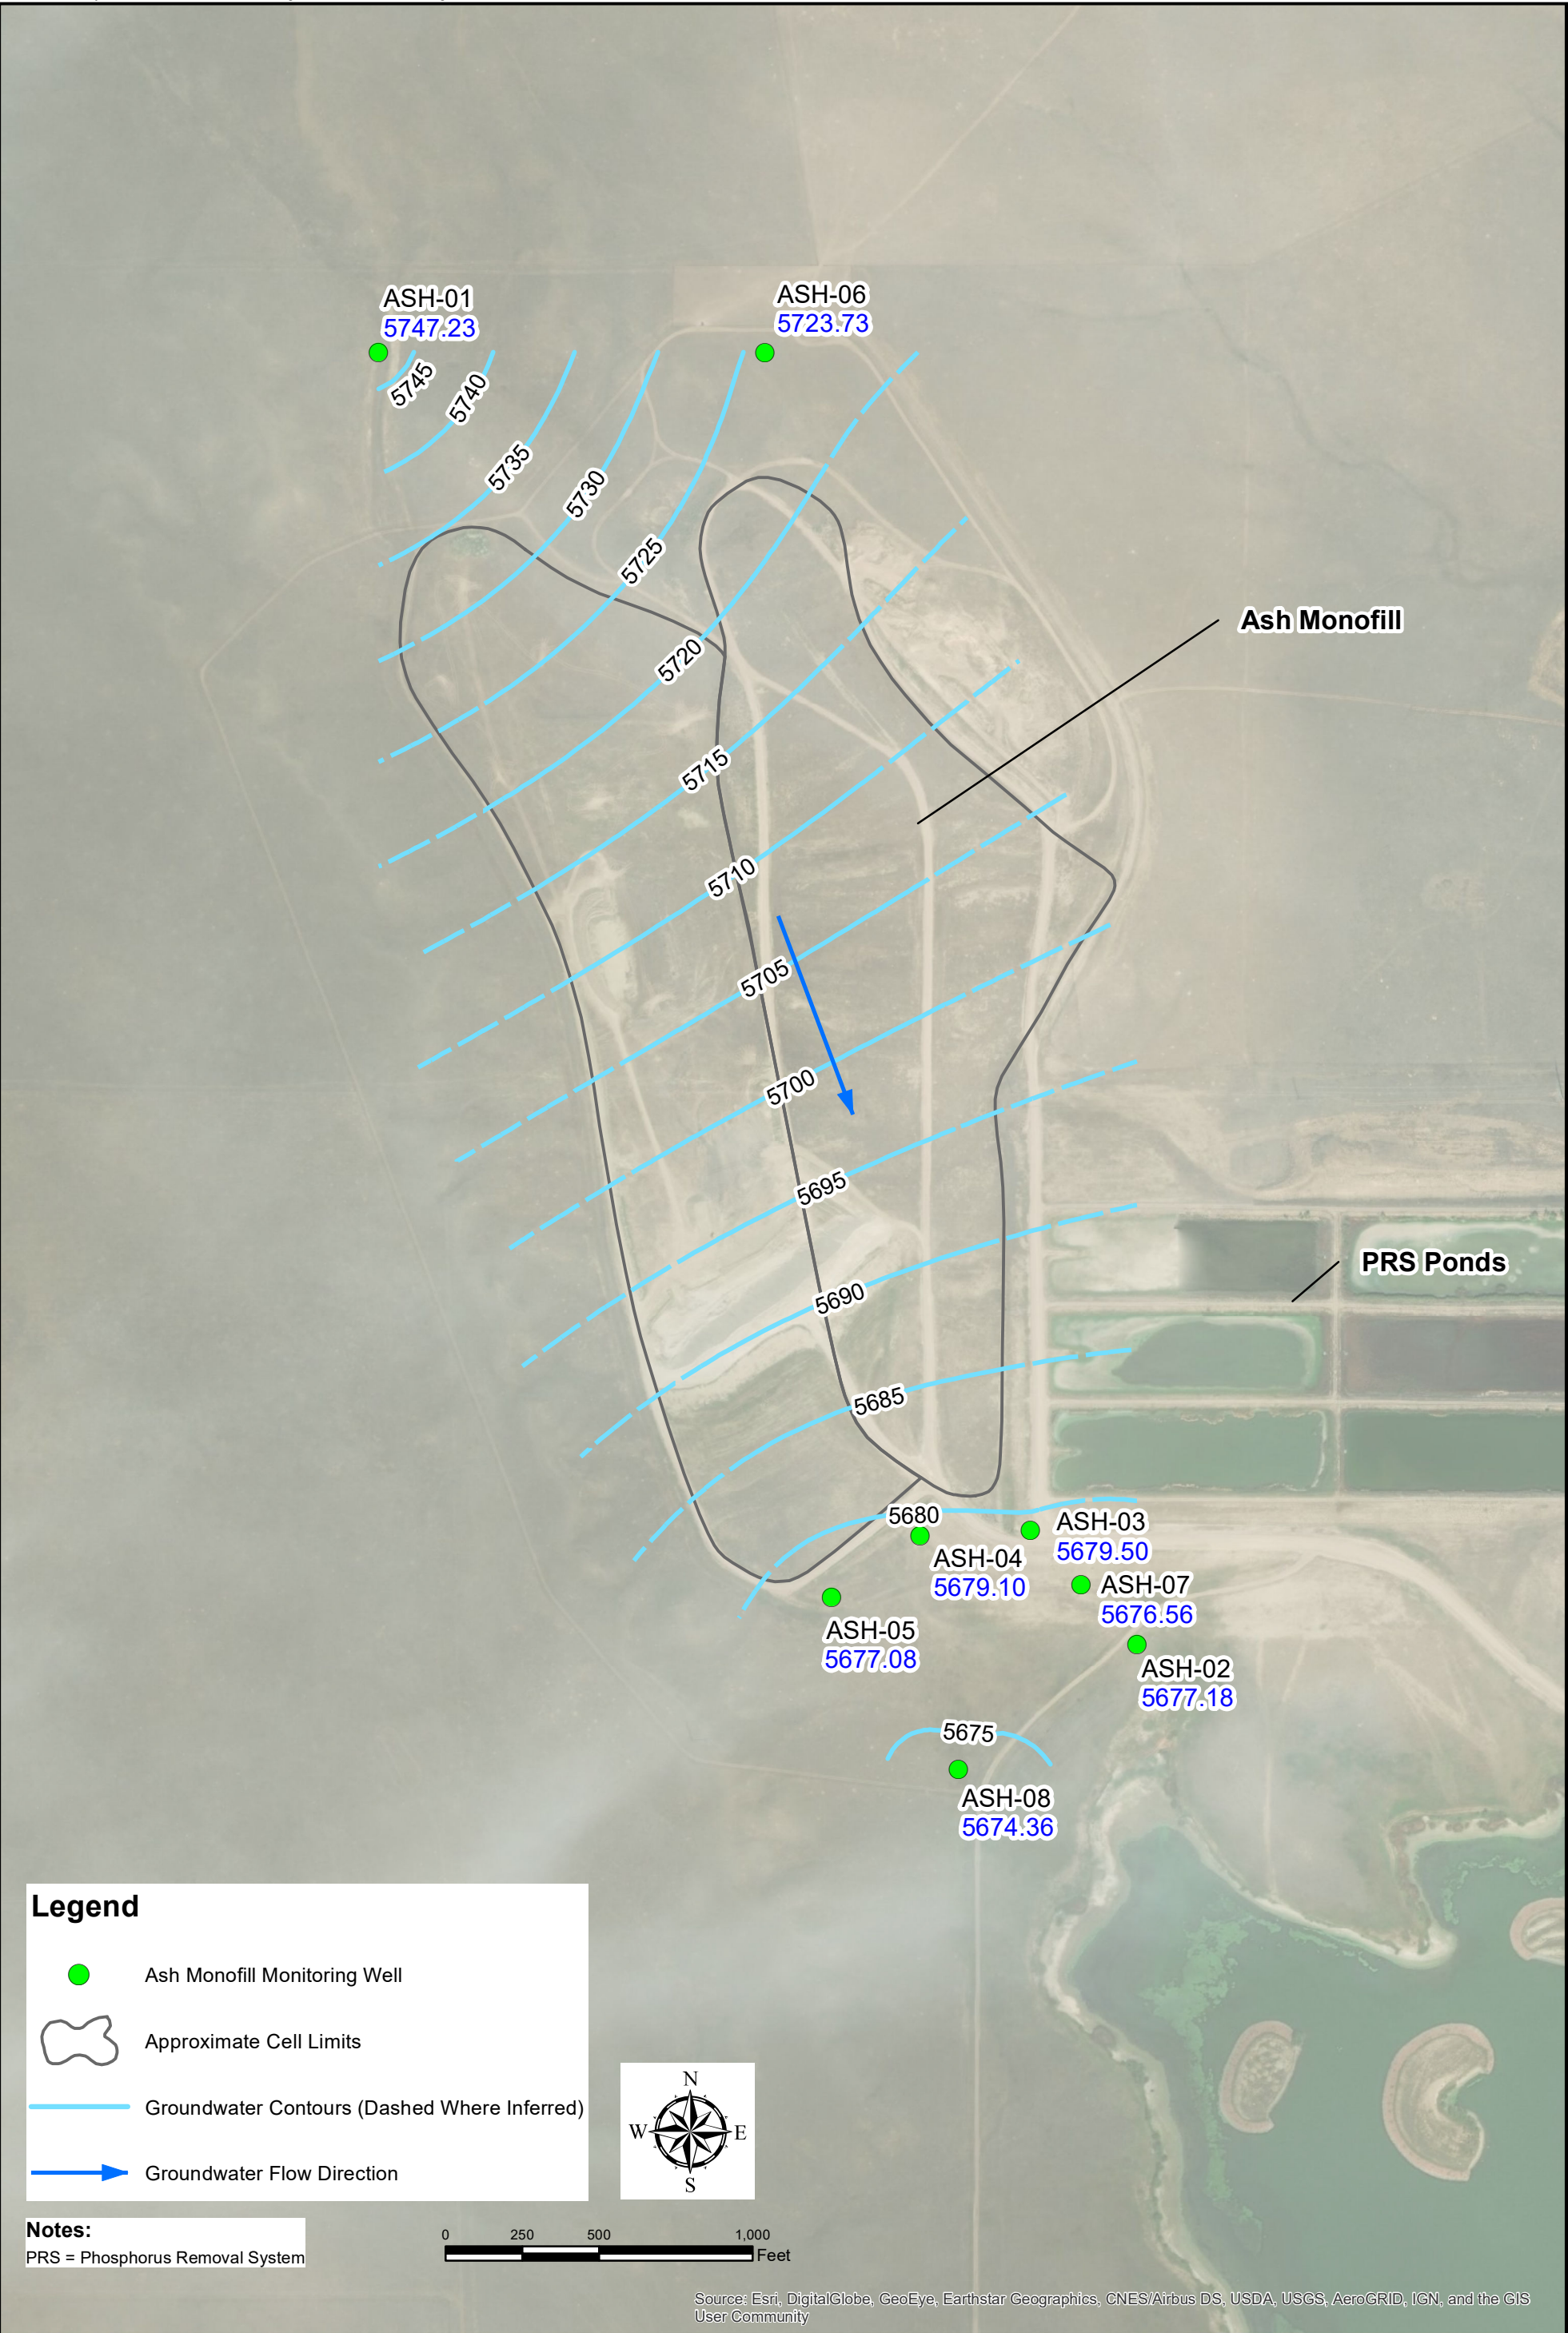 ASH-01
5747.23
ASH-06
5723.73
5745
5740
5735
5730
5725
5720
5715
5710
5705
5700
5695
5690
5685
5680
5675
Ash Monofill
PRS Ponds
ASH-03
5679.50
ASH-04
5679.10
ASH-07
5676.56
ASH-05
5677.08
ASH-02
5677.18
ASH-08
5674.36
Legend
Ash Monofill Monitoring Well
Approximate Cell Limits
Groundwater Contours (Dashed Where Inferred)
Groundwater Flow Direction
N
W E
S
Notes:
PRS = Phosphorus Removal System
0 250 500 1,000
Feet
Source: Esri, DigitalGlobe, GeoEye, Earthstar Geographics, CNES/Airbus DS, USDA, USGS, AeroGRID, IGN, and the GIS
User Community